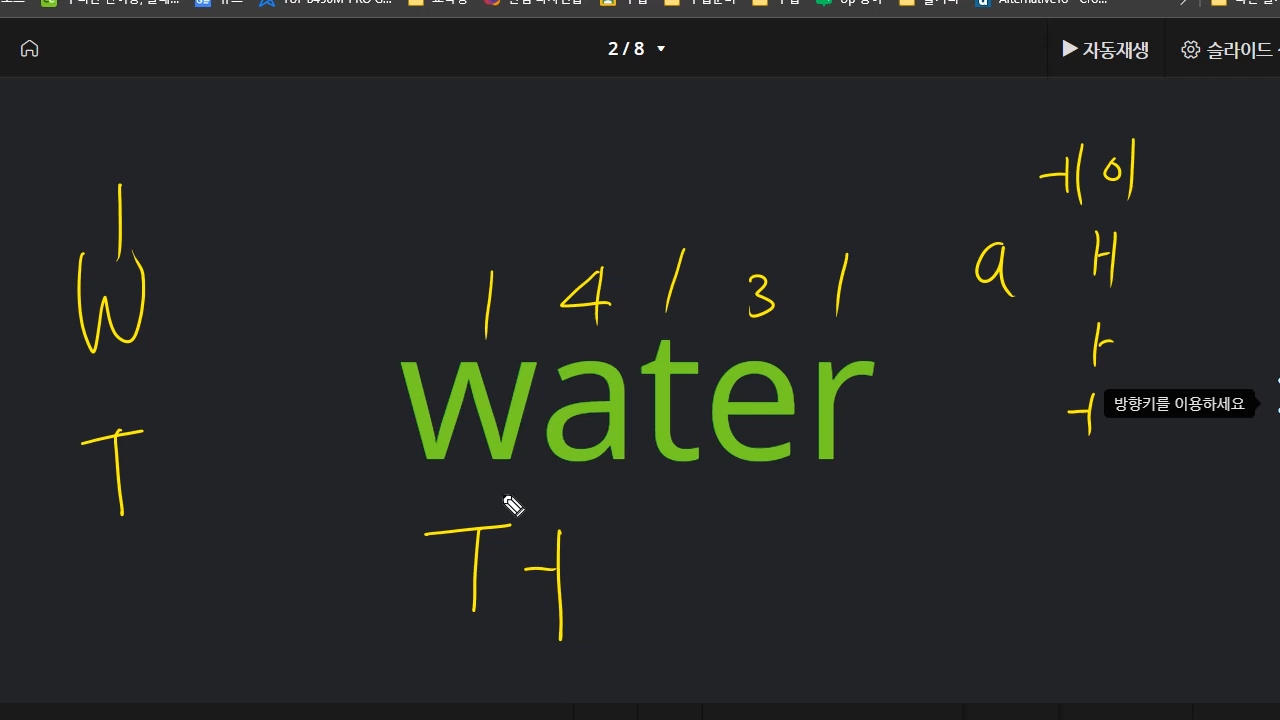 2 / 8
자동재생
슬라이드
1
W
T
1 4 1 3 1
water
ㅜ ㅓ
a
ㅔ 이
ㅐ
ㅏ
ㅓ
방향키를 이용하세요